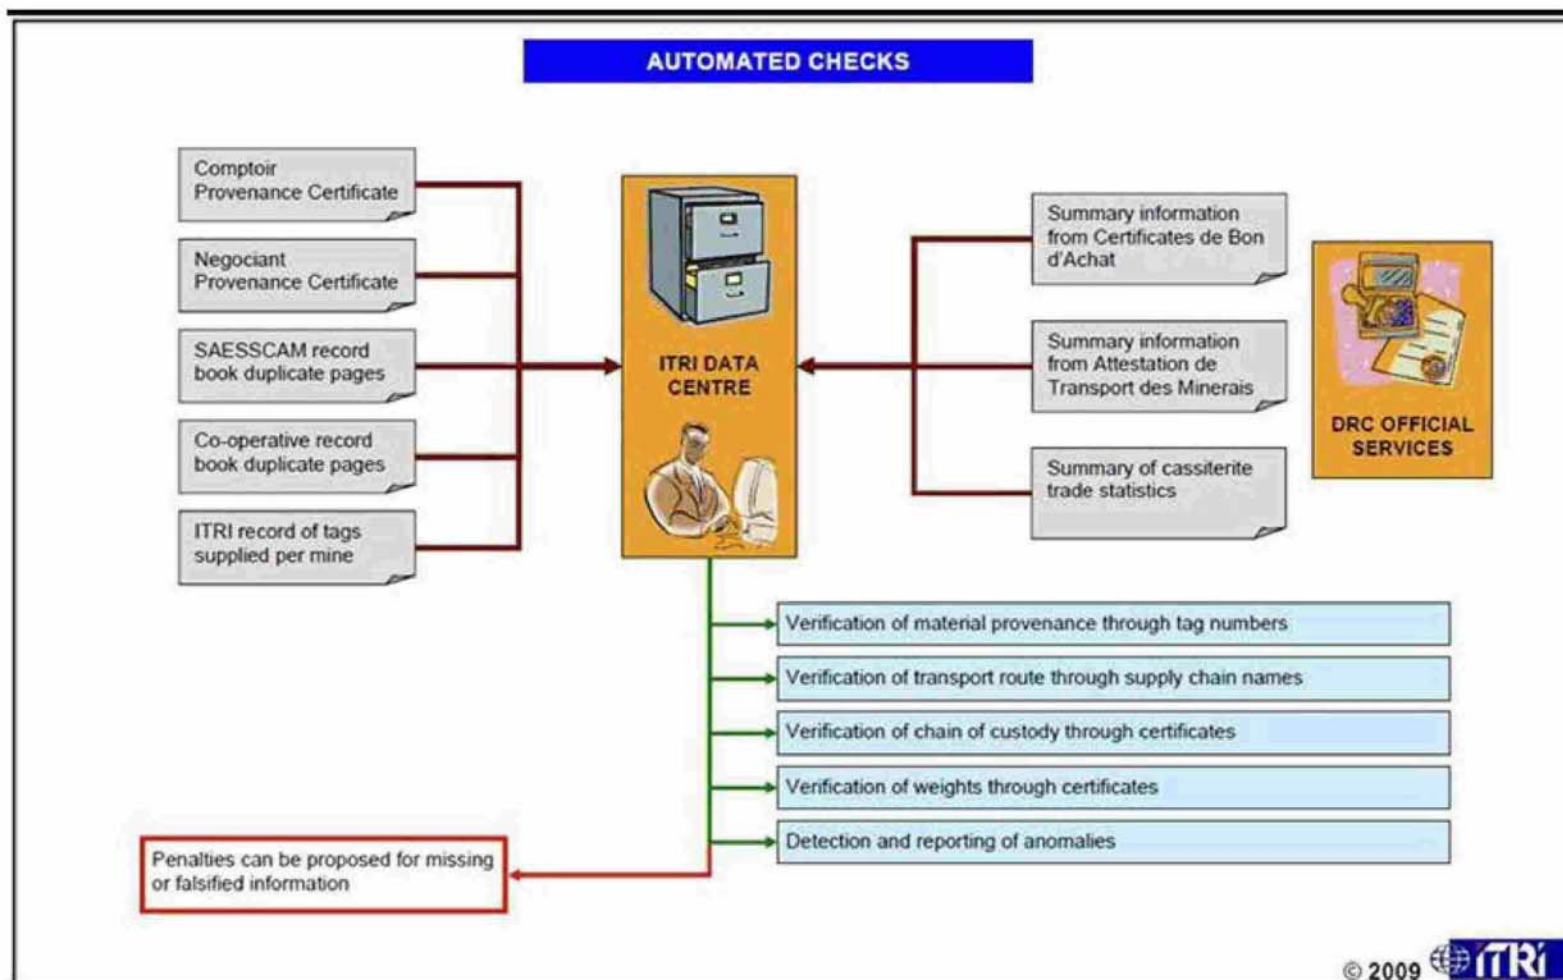 AUTOMATED CHECKS
Comptoir
Provenance Certificate
Negociant
Provenance Certificate
SAESSCAM record
book duplicate pages
Co-operative record
book duplicate pages
ITRI record of tags
supplied per mine
ITRI DATA
CENTRE
Summary information
from Certificates de Bon
d'Achat
Summary information
from Attestation de
Transport des Minerais
Summary of cassiterite
trade statistics
DRC OFFICIAL
SERVICES
Verification of material provenance through tag numbers
Verification of transport route through supply chain names
Verification of chain of custody through certificates
Verification of weights through certificates
Detection and reporting of anomalies
Penalties can be proposed for missing
or falsified information
© 2009 iTRi